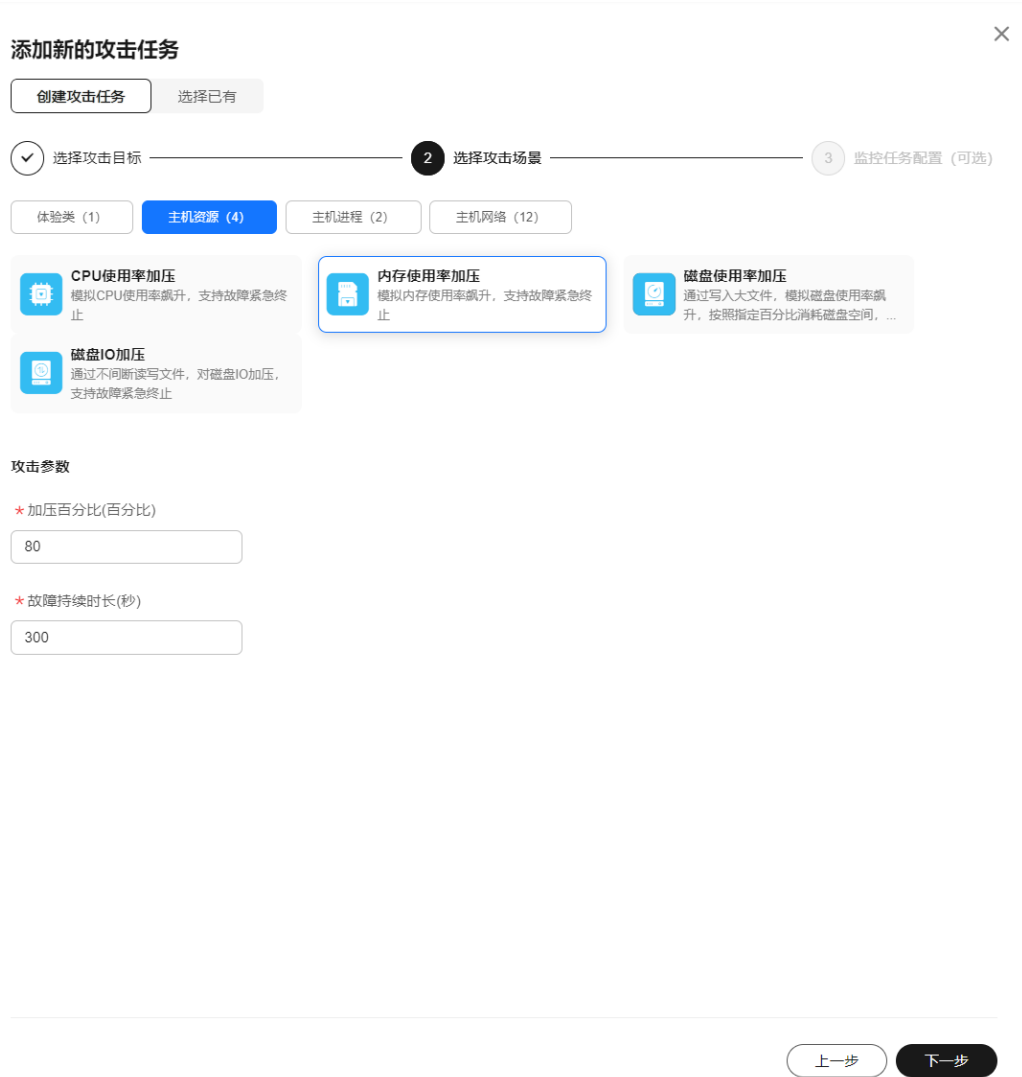 添加新的攻击任务
创建攻击任务
选择已有
选择攻击目标
2
选择攻击场景
3
监控任务配置（可选）
体验类（1）
主机资源（4）
主机进程（2）
主机网络（12）
CPU使用率加压
模拟CPU使用率飙升，支持故障紧急终
止
内存使用率加压
模拟内存使用率飙升，支持故障紧急终
止
磁盘使用率加压
通过写入大文件，模拟磁盘使用率飙
升，按照指定百分比消耗磁盘空间，...
磁盘IO加压
通过不间断读写文件，对磁盘IO加压，
支持故障紧急终止
攻击参数
*加压百分比(百分比)
80
*故障持续时长(秒)
300
上一步
下一步